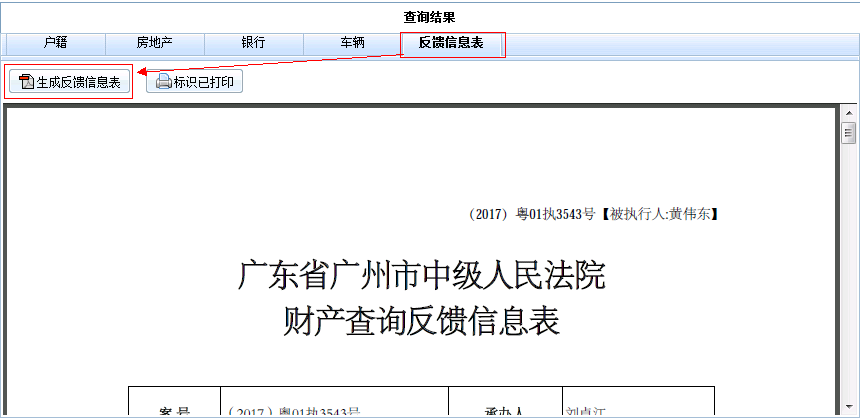 查询结果
户籍 房地产 银行 车辆 反馈信息表
生成反馈信息表 标识已打印
（2017）粤01执3543号【被执行人:黄伟东】
广东省广州市中级人民法院
财产查询反馈信息表
案 号 （2017）粤01执3543号 承办人 刘卓江